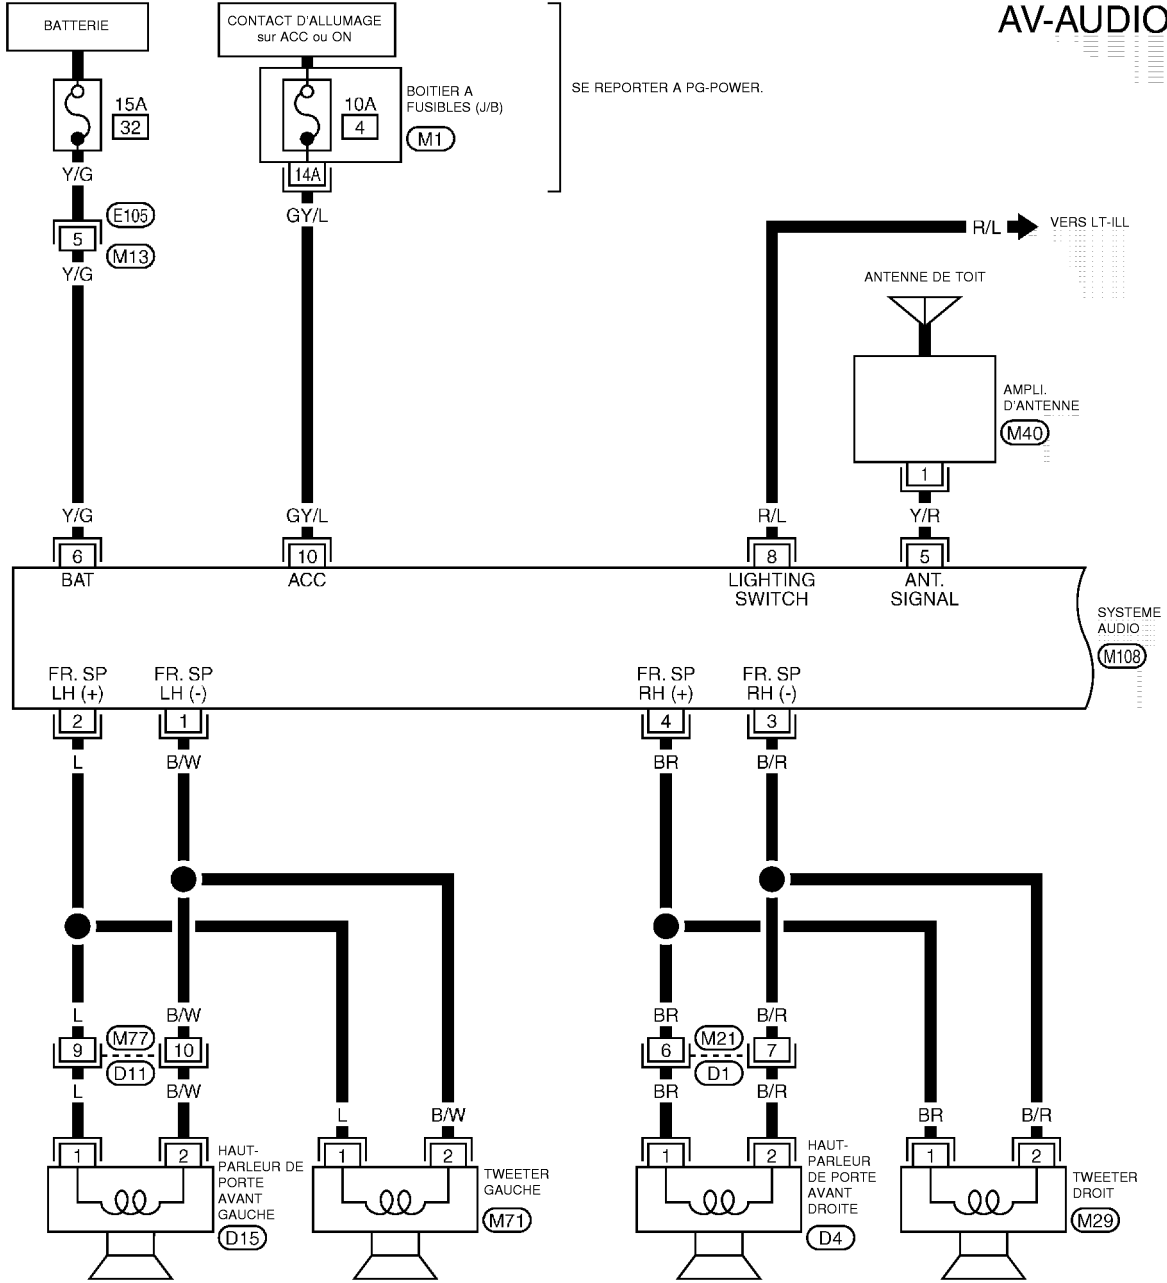 AV-AUDIO
BATTERIE
CONTACT D'ALLUMAGE
sur ACC ou ON
15A
32
10A
4
BOITIER A
FUSIBLES (J/B)
M1
SE REPORTER A PG-POWER.
Y/G
14A
GY/L
E105
5
M13
Y/G
R/L
VERS LT-ILL
ANTENNE DE TOIT
AMPLI.
D'ANTENNE
M40
1
Y/G
GY/L
R/L
Y/R
6
10
8
5
BAT
ACC
LIGHTING
SWITCH
ANT.
SIGNAL
SYSTEME
AUDIO
M108
FR. SP
LH (+)
FR. SP
LH (-)
FR. SP
RH (+)
FR. SP
RH (-)
2
1
4
3
L
B/W
BR
B/R
L
B/W
BR
B/R
9
M77
10
D11
6
M21
7
D1
L
B/W
BR
B/R
L
B/W
BR
B/R
1
2
1
2
1
2
1
2
HAUT-
PARLEUR DE
PORTE
AVANT
GAUCHE
D15
TWEETER
GAUCHE
M71
HAUT-
PARLEUR
DE PORTE
AVANT
DROITE
D4
TWEETER
DROIT
M29